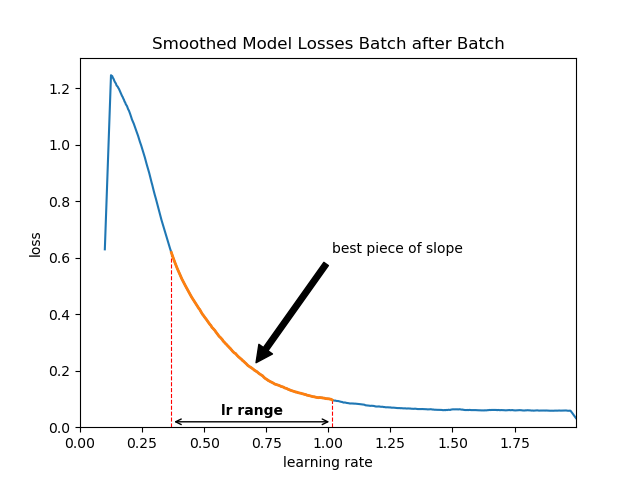 Smoothed Model Losses Batch after Batch
1.2
1.0
0.8
0.6
0.4
0.2
0.0
loss
best piece of slope
lr range
0.00 0.25 0.50 0.75 1.00 1.25 1.50 1.75
learning rate